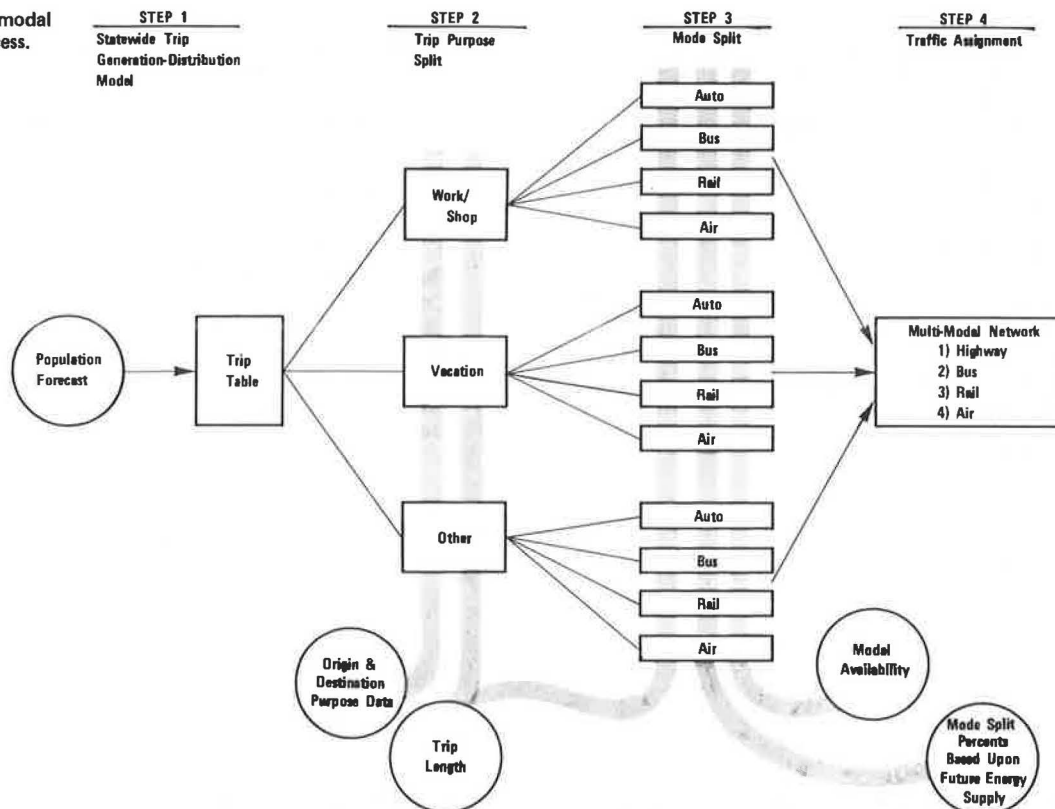 modal
cess.
STEP 1
Statewide Trip
Generation-Distribution
Model
STEP 2
Trip Purpose
Split
STEP 3
Mode Split
STEP 4
Traffic Assignment
Population
Forecast
Trip
Table
Work/
Shop
Vacation
Other
Auto
Bus
Rail
Air
Auto
Bus
Rail
Air
Auto
Bus
Rail
Air
Multi-Modal Network
1) Highway
2) Bus
3) Rail
4) Air
Origin &
Destination
Purpose Data
Trip
Length
Model
Availability
Mode Split
Percents
Based Upon
Future Energy
Supply